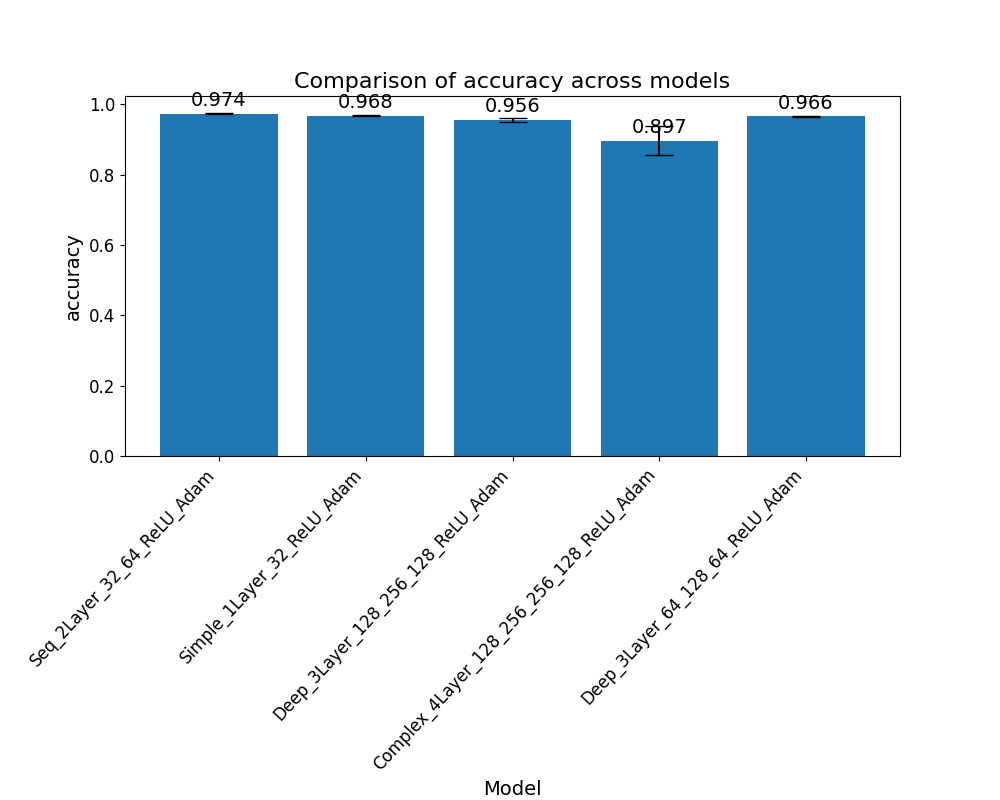 Comparison of accuracy across models
0.974
0.968
0.956
0.897
0.966
accuracy
1.0
0.8
0.6
0.4
0.2
0.0
Seq_2Layer_32_64_ReLU_Adam
Simple_1Layer_32_ReLU_Adam
Deep_3Layer_128_256_128_ReLU_Adam
Complex_4Layer_128_256_256_128_ReLU_Adam
Deep_3Layer_64_128_64_ReLU_Adam
Model